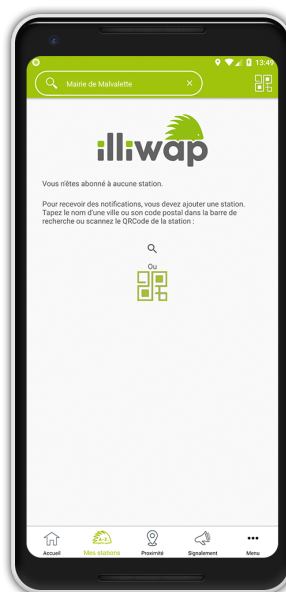 13:49
Mairie de Malvalette
illiwap
Vous n'êtes abonné à aucune station.
Pour recevoir des notifications, vous devez ajouter une station.
Tapez le nom d'une ville ou son code postal dans la barre de
recherche ou scannez le QRCode de la station :
Ou
Accueil Mes stations Proximité Signalement Menu